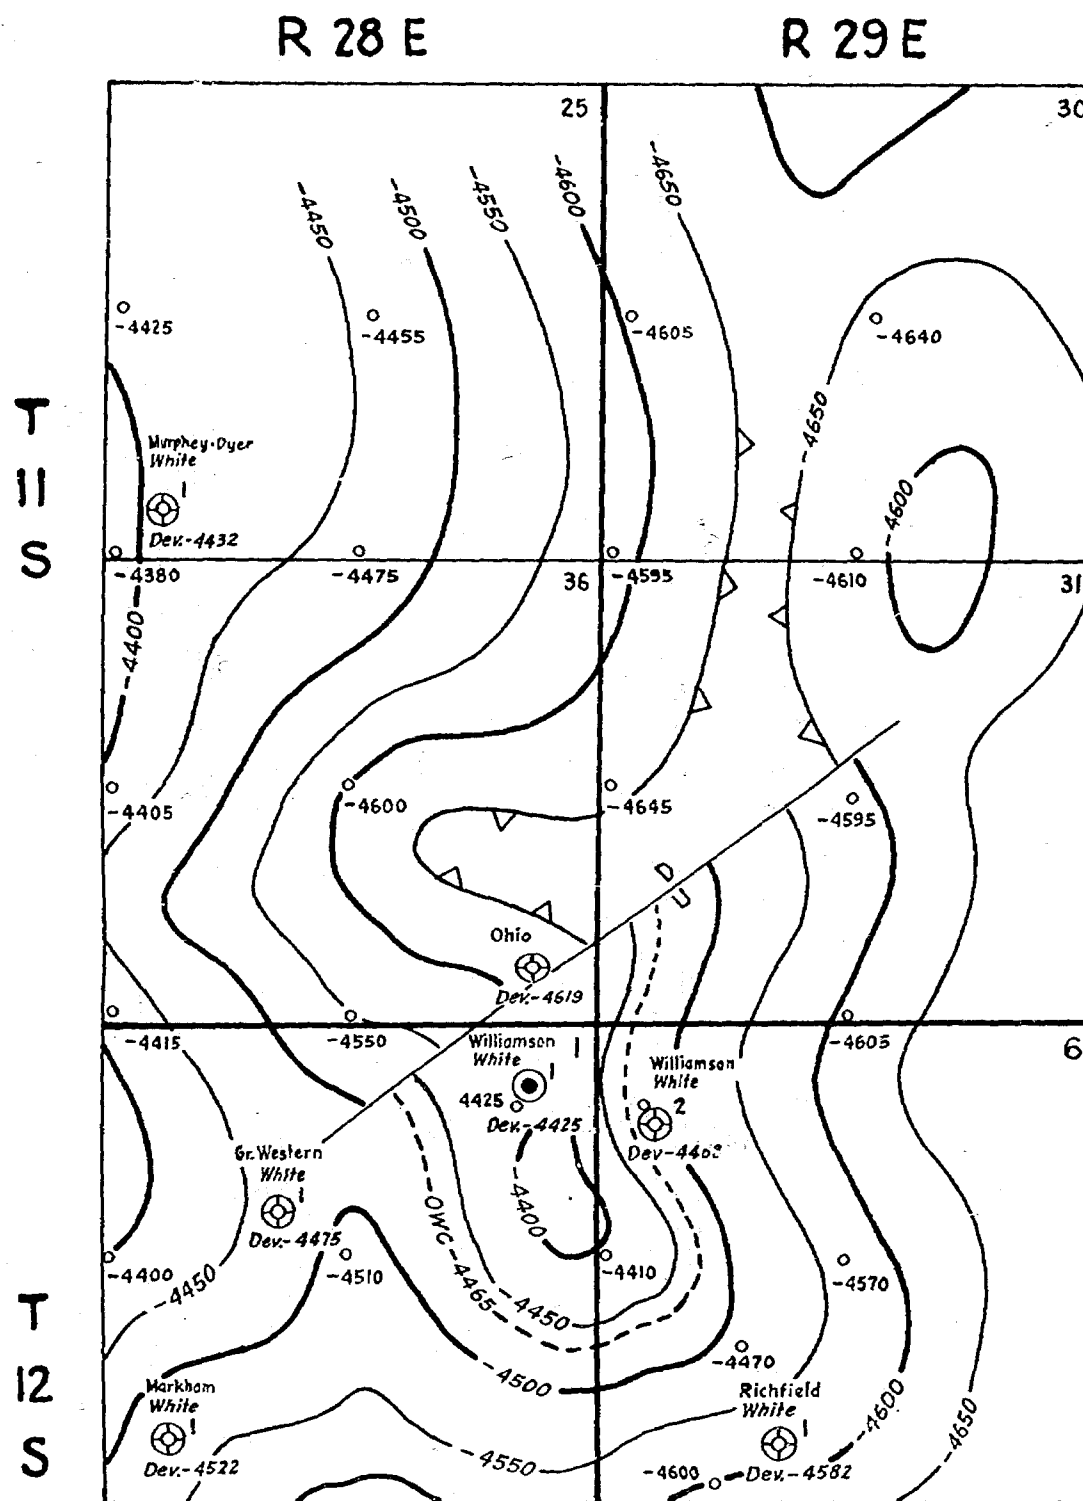 R 28 E
R 29 E
25
30
-4450
-4500
-4550
-4600
-4650
-4425
-4455
-4605
-4640
T
11
S
-4650
Murphey-Dyer
White
1
Dev.-4432
-4600
-4380
-4475
36
-4595
-4610
31
-4400
-4405
-4600
-4645
-4595
D
U
Ohio
Dev.-4619
-4415
-4550
-4605
6
Williamson
White
1
1
4425
Dev.-4425
Williamson
White
2
Gr. Western
White
1
Dev.-4475
-4400
OWC -4465
-4400
-4510
-4410
-4570
-4450
-4450
T
12
S
-4500
-4470
Markham
White
1
Dev.-4522
Richfield
White
1
-4600
-4650
-4550
-4600
Dev.-4582